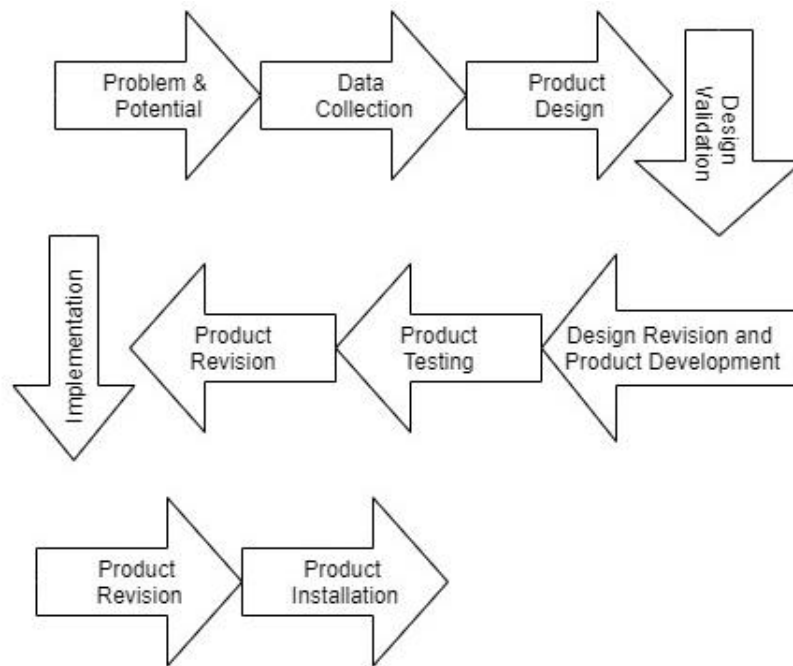 Problem &
Potential
Data
Collection
Product
Design
Design
Validation
Design Revision and
Product Development
Product
Testing
Product
Revision
Implementation
Product
Revision
Product
Installation